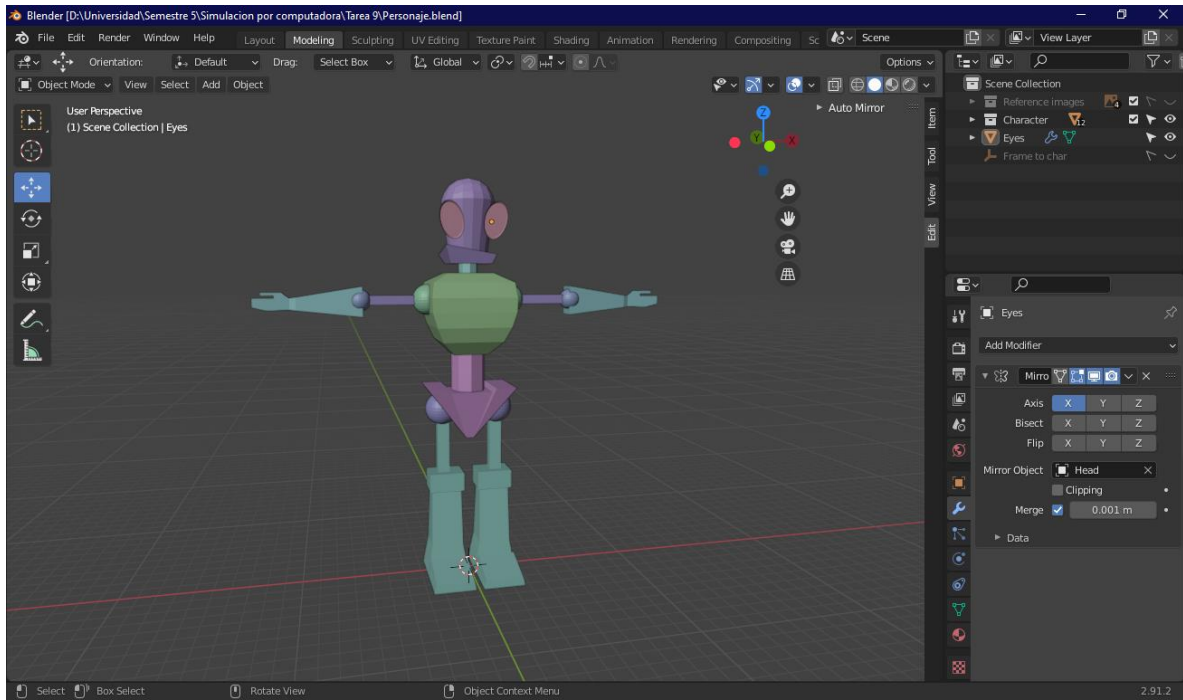 Blender [D:\Universidad\Semestre 5\Simulacion por computadora\Tarea 9\Personaje.blend]
File Edit Render Window Help Layout Modeling Sculpting UV Editing Texture Paint Shading Animation Rendering Compositing Sc Scene View Layer
Orientation: Default Drag: Select Box Global Options
Object Mode View Select Add Object
User Perspective
(1) Scene Collection | Eyes
Auto Mirror
Z
Y
X
Item
Tool
View
Edit
Scene Collection
Reference images 4
Character 12
Eyes
Frame to char
Eyes
Add Modifier
Mirro
Axis X Y Z
Bisect X Y Z
Flip X Y Z
Mirror Object Head
Clipping
Merge 0.001 m
Data
Select Box Select Rotate View Object Context Menu 2.91.2